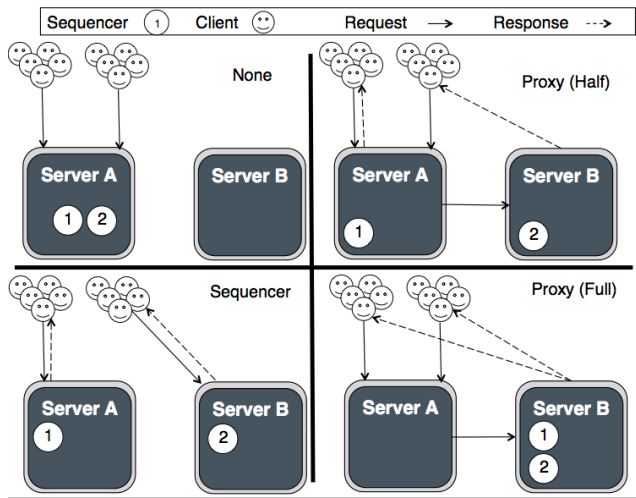 Sequencer 1 Client Request Response
None
Server A
1 2
Server B
Proxy (Half)
Server A
1
Server B
2
Sequencer
Server A
1
Server B
2
Proxy (Full)
Server A
Server B
1
2